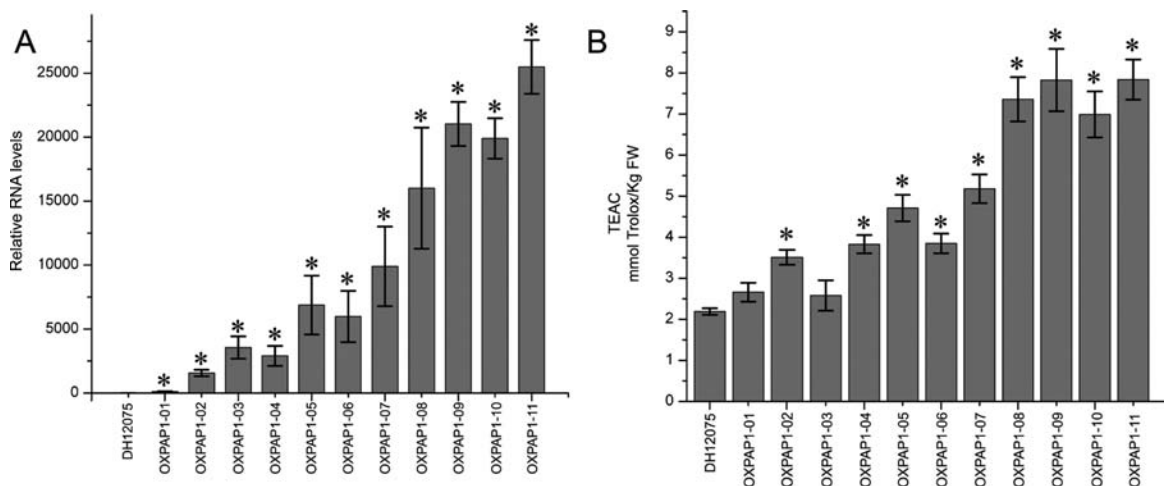 A
Relative RNA levels
25000
20000
15000
10000
5000
0
* * * * * * * * * * *
DH12075
OXPAP1-01
OXPAP1-02
OXPAP1-03
OXPAP1-04
OXPAP1-05
OXPAP1-06
OXPAP1-07
OXPAP1-08
OXPAP1-09
OXPAP1-10
OXPAP1-11
B
TEAC
mmol Trolox/Kg FW
9
8
7
6
5
4
3
2
1
0
* * * * * * * * *
DH12075
OXPAP1-01
OXPAP1-02
OXPAP1-03
OXPAP1-04
OXPAP1-05
OXPAP1-06
OXPAP1-07
OXPAP1-08
OXPAP1-09
OXPAP1-10
OXPAP1-11